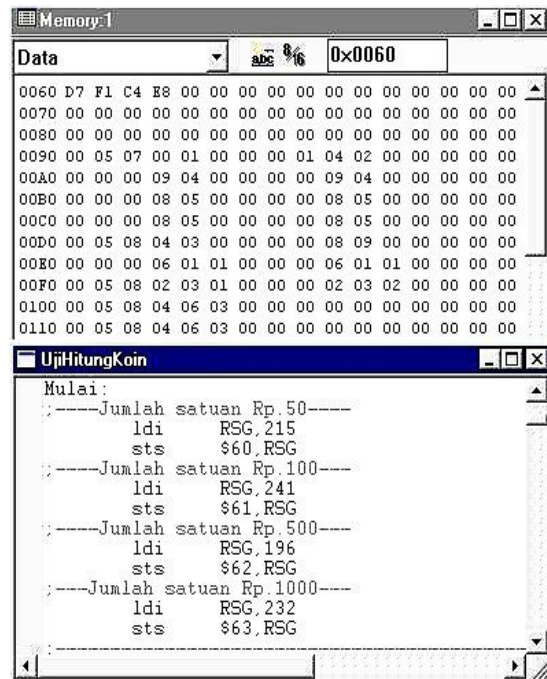 Memory:1
Data abc 8/16 0x0060
0060 D7 F1 C4 E8 00 00 00 00 00 00 00 00 00 00 00 00
0070 00 00 00 00 00 00 00 00 00 00 00 00 00 00 00 00
0080 00 00 00 00 00 00 00 00 00 00 00 00 00 00 00 00
0090 00 05 07 00 01 00 00 00 01 04 02 00 00 00 00 00
00A0 00 00 00 09 04 00 00 00 00 09 04 00 00 00 00 00
00B0 00 00 00 08 05 00 00 00 00 08 05 00 00 00 00 00
00C0 00 00 00 08 05 00 00 00 00 08 05 00 00 00 00 00
00D0 00 05 08 04 03 00 00 00 00 08 09 00 00 00 00 00
00E0 00 00 00 06 01 01 00 00 00 06 01 01 00 00 00 00
00F0 00 05 08 02 03 01 00 00 00 02 03 02 00 00 00 00
0100 00 05 08 04 06 03 00 00 00 00 00 00 00 00 00 00
0110 00 05 08 04 06 03 00 00 00 00 00 00 00 00 00 00
UjiHitungKoin
Mulai:
;----Jumlah satuan Rp.50----
ldi RSG,215
sts $60,RSG
;----Jumlah satuan Rp.100---
ldi RSG,241
sts $61,RSG
;----Jumlah satuan Rp.500---
ldi RSG,196
sts $62,RSG
;---Jumlah satuan Rp.1000---
ldi RSG,232
sts $63,RSG
;----------------------------